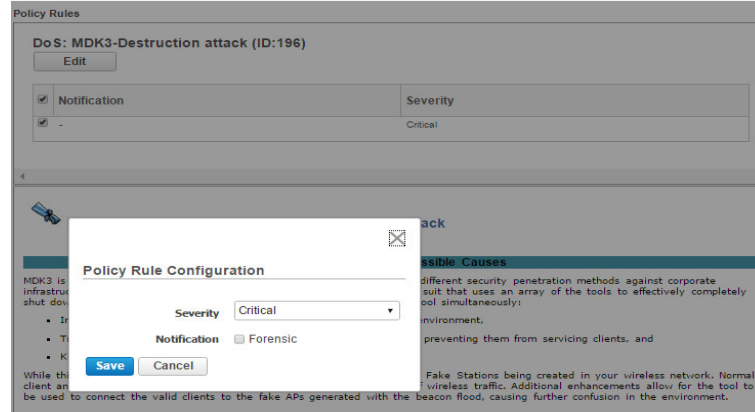 Policy Rules
DoS: MDK3-Destruction attack (ID:196)
Edit
Notification Severity
- Critical
ack
ssible Causes
Policy Rule Configuration
Severity Critical
Notification Forensic
Save Cancel
MDK3 is different security penetration methods against corporate
infrastruc suit that uses an array of the tools to effectively completely
shut dow ool simultaneously:
In nvironment,
T preventing them from servicing clients, and
K
While thi Fake Stations being created in your wireless network. Normal
client an wireless traffic. Additional enhancements allow for the tool to
be used to connect the valid clients to the fake APs generated with the beacon flood, causing further confusion in the environment.